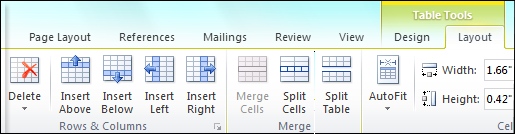 Table Tools
Page Layout References Mailings Review View Design Layout
Delete Insert Above Insert Below Insert Left Insert Right Merge Cells Split Cells Split Table AutoFit Width: 1.66"
Height: 0.42"
Rows & Columns Merge Cel